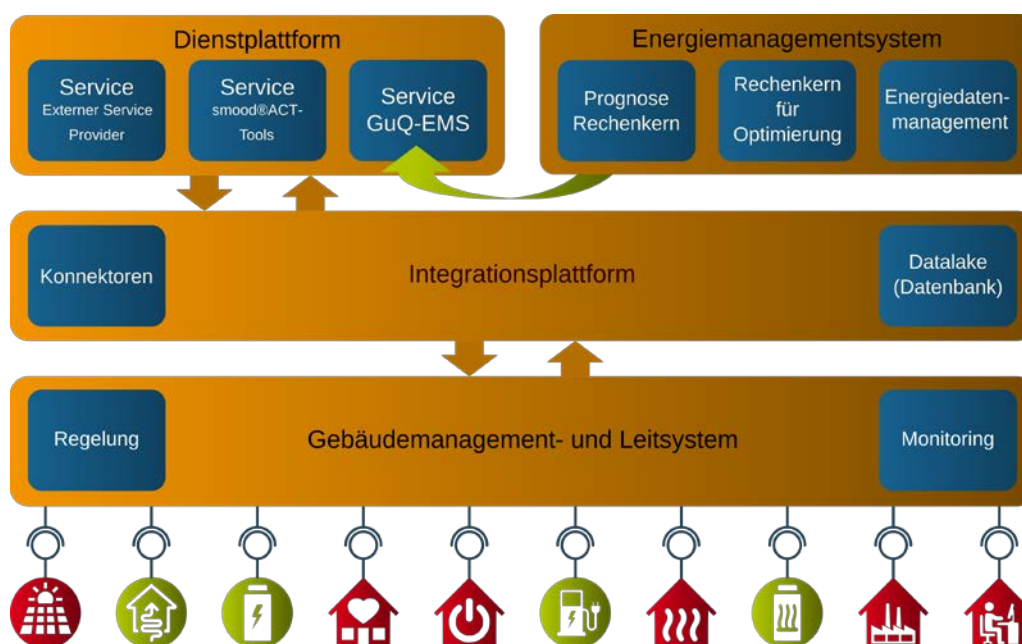 Dienstplattform
Service
Externer Service
Provider
Service
smood®ACT-
Tools
Service
GuQ-EMS
Energiemanagementsystem
Prognose
Rechenkern
Rechenkern
für
Optimierung
Energiedaten-
management
Konnektoren
Integrationsplattform
Datalake
(Datenbank)
Regelung
Gebäudemanagement- und Leitsystem
Monitoring